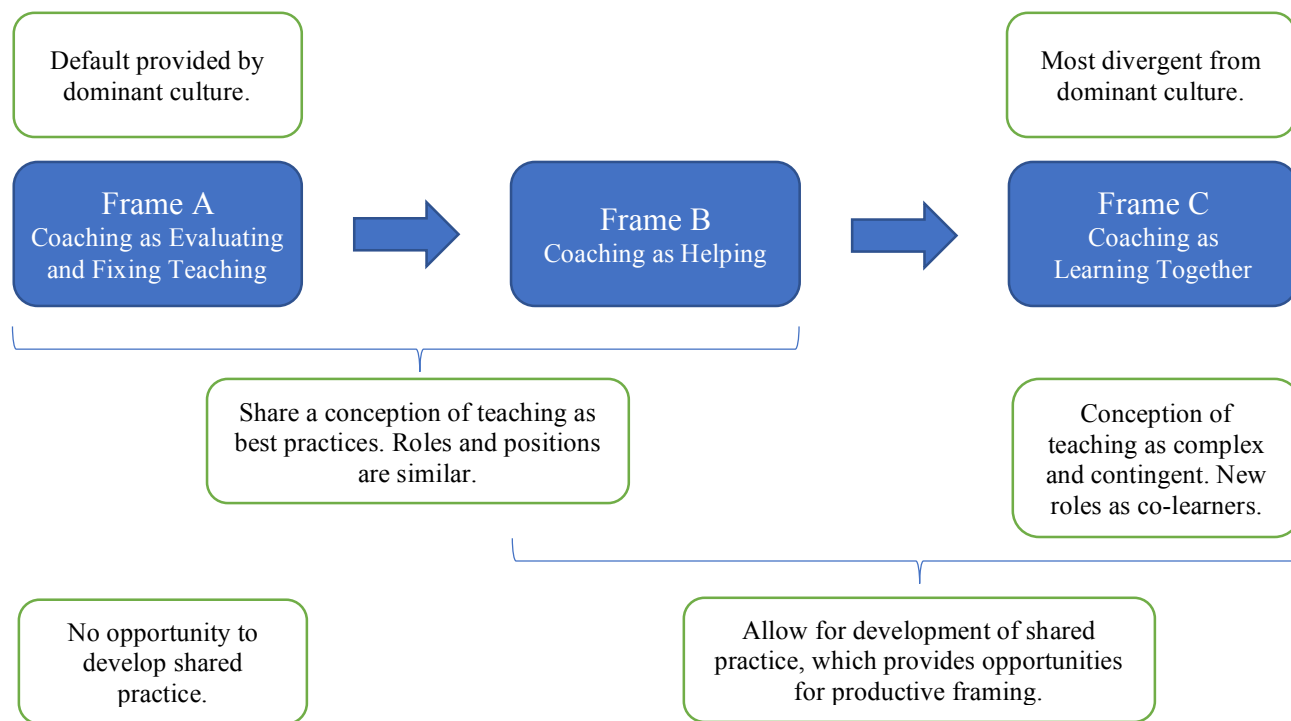 Default provided by
dominant culture.
Most divergent from
dominant culture.
Frame A
Coaching as Evaluating
and Fixing Teaching
Frame B
Coaching as Helping
Frame C
Coaching as
Learning Together
Share a conception of teaching as
best practices. Roles and positions
are similar.
Conception of
teaching as complex
and contingent. New
roles as co-learners.
No opportunity to
develop shared
practice.
Allow for development of shared
practice, which provides opportunities
for productive framing.